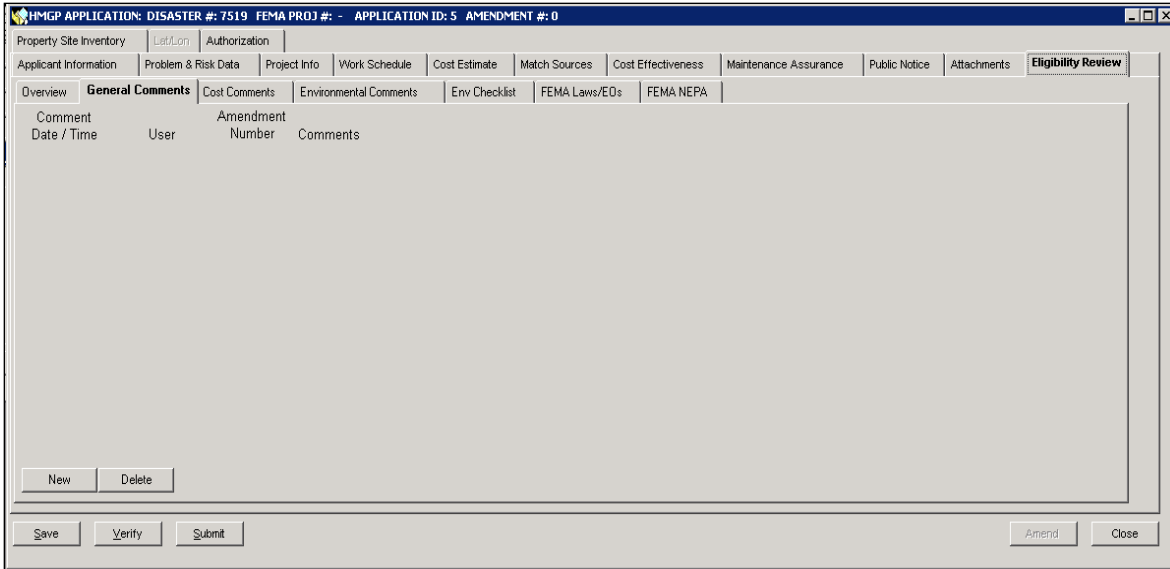 HMGP APPLICATION: DISASTER #: 7519 FEMA PROJ #: - APPLICATION ID: 5 AMENDMENT #: 0
Property Site Inventory Lat/Lon Authorization
Applicant Information Problem & Risk Data Project Info Work Schedule Cost Estimate Match Sources Cost Effectiveness Maintenance Assurance Public Notice Attachments Eligibility Review
Overview General Comments Cost Comments Environmental Comments Env Checklist FEMA Laws/EOs FEMA NEPA
Comment Amendment
Date / Time User Number Comments
New Delete
Save Verify Submit Amend Close